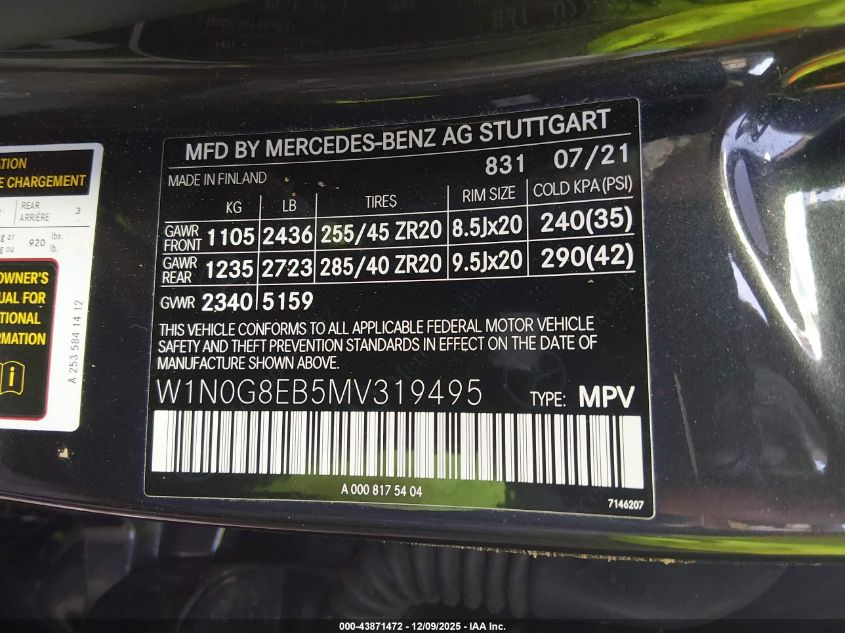 MFD BY MERCEDES-BENZ AG STUTTGART
831 07/21
MADE IN FINLAND
KG LB TIRES RIM SIZE COLD KPA(PSI)
GAWR FRONT 1105 2436 255/45 ZR20 8.5Jx20 240(35)
GAWR REAR 1235 2723 285/40 ZR20 9.5Jx20 290(42)
GVWR 2340 5159
THIS VEHICLE CONFORMS TO ALL APPLICABLE FEDERAL MOTOR VEHICLE
SAFETY AND THEFT PREVENTION STANDARDS IN EFFECT ON THE DATE OF
MANUFACTURE SHOWN ABOVE.
W1N0G8EB5MV319495 TYPE: MPV
A 000 817 54 04
7146207
E CHARGEMENT
REAR
ARRIÈRE 3
g or
g ou 920 lbs.
lb.
OWNER'S
UAL FOR
TIONAL
RMATION
A 253 584 14 12
000-43871472 - 12/09/2025 - IAA Inc.